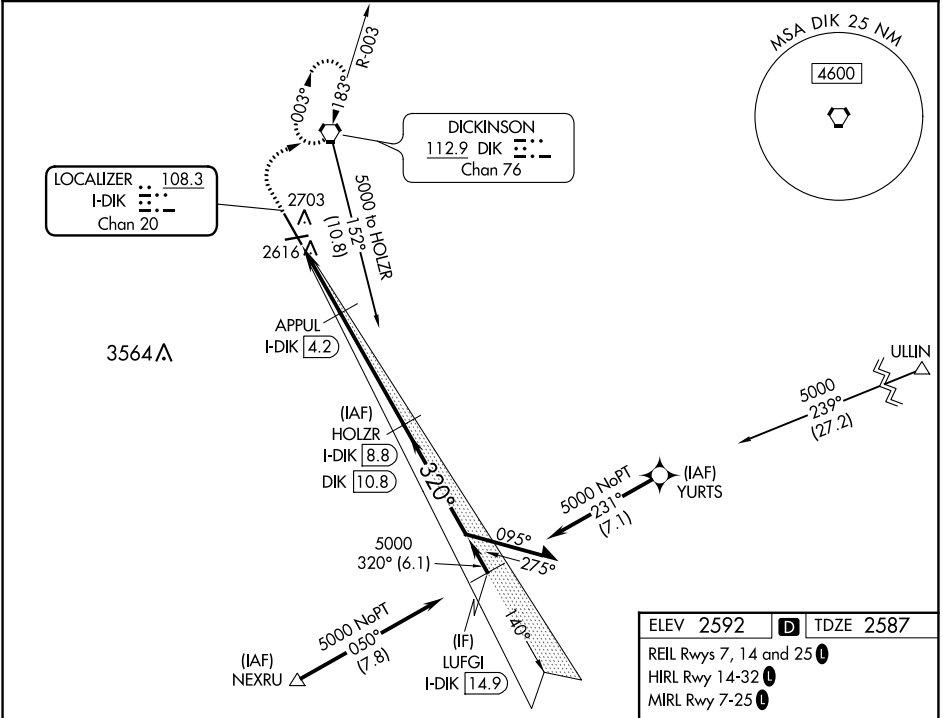 MSA DIK 25 NM
4600
R-003
183°
003°
DICKINSON
112.9 DIK
Chan 76
LOCALIZER 108.3
I-DIK
Chan 20
2703
2616
5000 to HOLZR
152°
(10.8)
APPUL
I-DIK 4.2
3564
ULLIN
5000
239°
(27.2)
(IAF)
HOLZR
I-DIK 8.8
DIK 10.8
320°
(IAF)
YURTS
5000 NoPT
231°
(7.1)
095°
275°
5000
320° (6.1)
140°
5000 NoPT
050°
(7.8)
(IAF)
NEXRU
(IF)
LUFGI
I-DIK 14.9
ELEV 2592 D TDZE 2587
REIL Rwys 7, 14 and 25 L
HIRL Rwy 14-32 L
MIRL Rwy 7-25 L